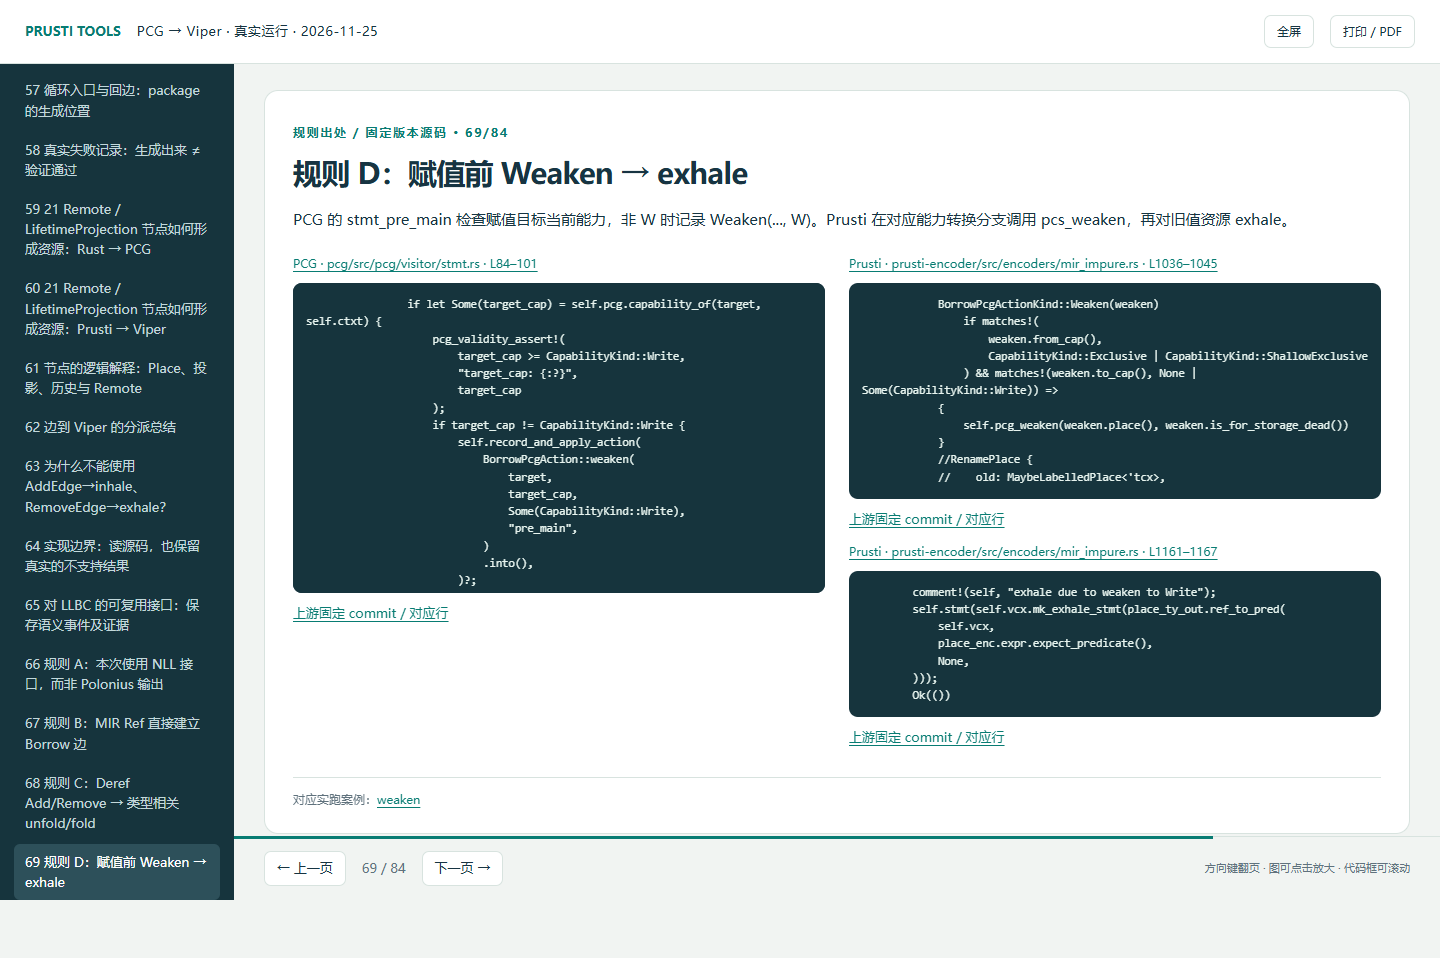 PRUSTI TOOLS PCG → Viper · 真实运行 · 2026-11-25
全屏
打印 / PDF
57 循环入口与回边：package
的生成位置
58 真实失败记录：生成出来 ≠
验证通过
59 21 Remote /
LifetimeProjection 节点如何形
成资源：Rust → PCG
60 21 Remote /
LifetimeProjection 节点如何形
成资源：Prusti → Viper
61 节点的逻辑解释：Place、投
影、历史与 Remote
62 边到 Viper 的分派总结
63 为什么不能使用
AddEdge→inhale、
RemoveEdge→exhale?
64 实现边界：读源码，也保留
真实的不支持结果
65 对 LLBC 的可复用接口：保
存语义事件及证据
66 规则 A：本次使用 NLL 接
口，而非 Polonius 输出
67 规则 B：MIR Ref 直接建立
Borrow 边
68 规则 C：Deref
Add/Remove → 类型相关
unfold/fold
69 规则 D：赋值前 Weaken →
exhale
规则出处 / 固定版本源码 • 69/84
规则 D：赋值前 Weaken → exhale
PCG 的 stmt_pre_main 检查赋值目标当前能力，非 W 时记录 Weaken(..., W)。Prusti 在对应能力转换分支调用 pcs_weaken，再对旧值资源 exhale。
PCG · pcg/src/pcg/visitor/stmt.rs · L84–101
if let Some(target_cap) = self.pcg.capability_of(target,
self.ctxt) {
pcg_validity_assert!(
target_cap >= CapabilityKind::Write,
"target_cap: {:?}",
target_cap
);
if target_cap != CapabilityKind::Write {
self.record_and_apply_action(
BorrowPcgAction::weaken(
target,
target_cap,
Some(CapabilityKind::Write),
"pre_main",
)
.into(),
)?;
上游固定 commit / 对应行
Prusti · prusti-encoder/src/encoders/mir_impure.rs · L1036–1045
BorrowPcgActionKind::Weaken(weaken)
if matches!(
weaken.from_cap(),
CapabilityKind::Exclusive | CapabilityKind::ShallowExclusive
) && matches!(weaken.to_cap(), None |
Some(CapabilityKind::Write)) =>
{
self.pcg_weaken(weaken.place(), weaken.is_for_storage_dead())
}
//RenamePlace {
//    old: MaybeLabelledPlace<'tcx>,
上游固定 commit / 对应行
Prusti · prusti-encoder/src/encoders/mir_impure.rs · L1161–1167
comment!(self, "exhale due to weaken to Write");
self.stmt(self.vcx.mk_exhale_stmt(place_ty_out.ref_to_pred(
self.vcx,
place_enc.expr.expect_predicate(),
None,
)));
Ok(())
上游固定 commit / 对应行
对应实跑案例：weaken
← 上一页
69 / 84
下一页 →
方向键翻页 · 图可点击放大 · 代码框可滚动